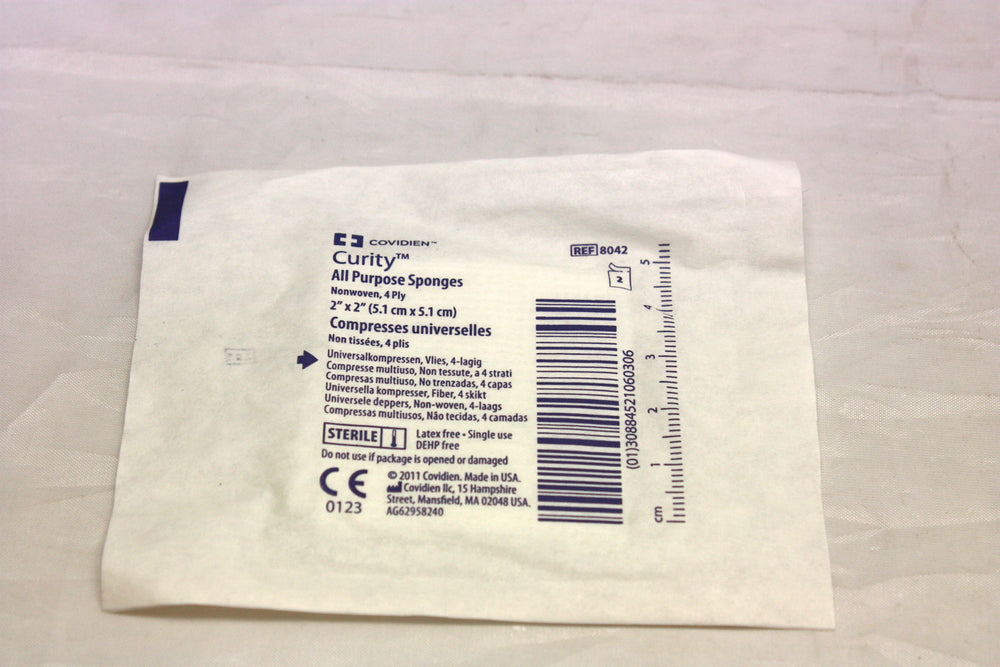 COVIDIEN™
Curity™
All Purpose Sponges
Nonwoven, 4 Ply
2" x 2" (5.1 cm x 5.1 cm)
Compresses universelles
Non tissées, 4 plis
Universalkompressen, Vlies, 4-lagig
Compresse multiuso, Non tessute, a 4 strati
Compresas multiuso, No trenzadas, 4 capas
Universella kompresser, Fiber, 4 skikt
Universele deppers, Non-woven, 4-laags
Compressas multiusos, Não tecidas, 4 camadas
STERILE
Latex free • Single use
DEHP free
Do not use if package is opened or damaged
CE
0123
© 2011 Covidien. Made in USA.
Covidien llc, 15 Hampshire
Street, Mansfield, MA 02048 USA.
AG62958240
REF 8042
2
(01)30884521060306
cm 1 2 3 4 5